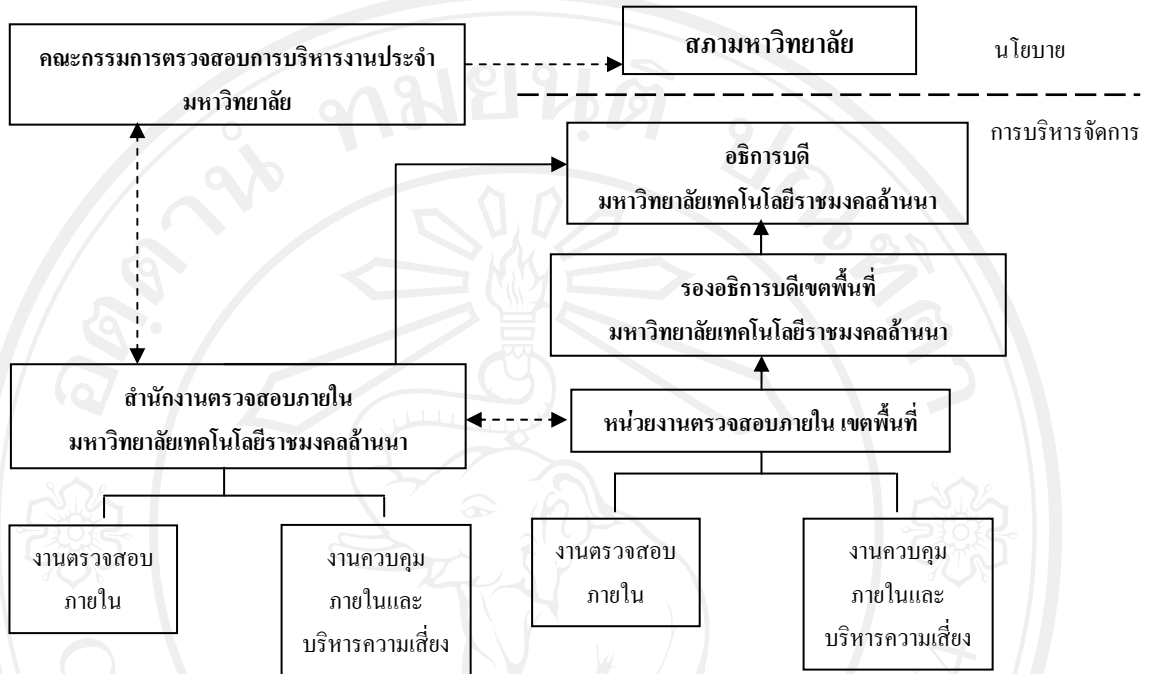 คณะกรรมการตรวจสอบการบริหารงานประจำ
มหาวิทยาลัย
สภามหาวิทยาลัย
นโยบาย
การบริหารจัดการ
อธิการบดี
มหาวิทยาลัยเทคโนโลยีราชมงคลล้านนา
รองอธิการบดีเขตพื้นที่
มหาวิทยาลัยเทคโนโลยีราชมงคลล้านนา
สำนักงานตรวจสอบภายใน
มหาวิทยาลัยเทคโนโลยีราชมงคลล้านนา
หน่วยงานตรวจสอบภายใน เขตพื้นที่
งานตรวจสอบ
ภายใน
งานควบคุม
ภายในและ
บริหารความเสี่ยง
งานตรวจสอบ
ภายใน
งานควบคุม
ภายในและ
บริหารความเสี่ยง